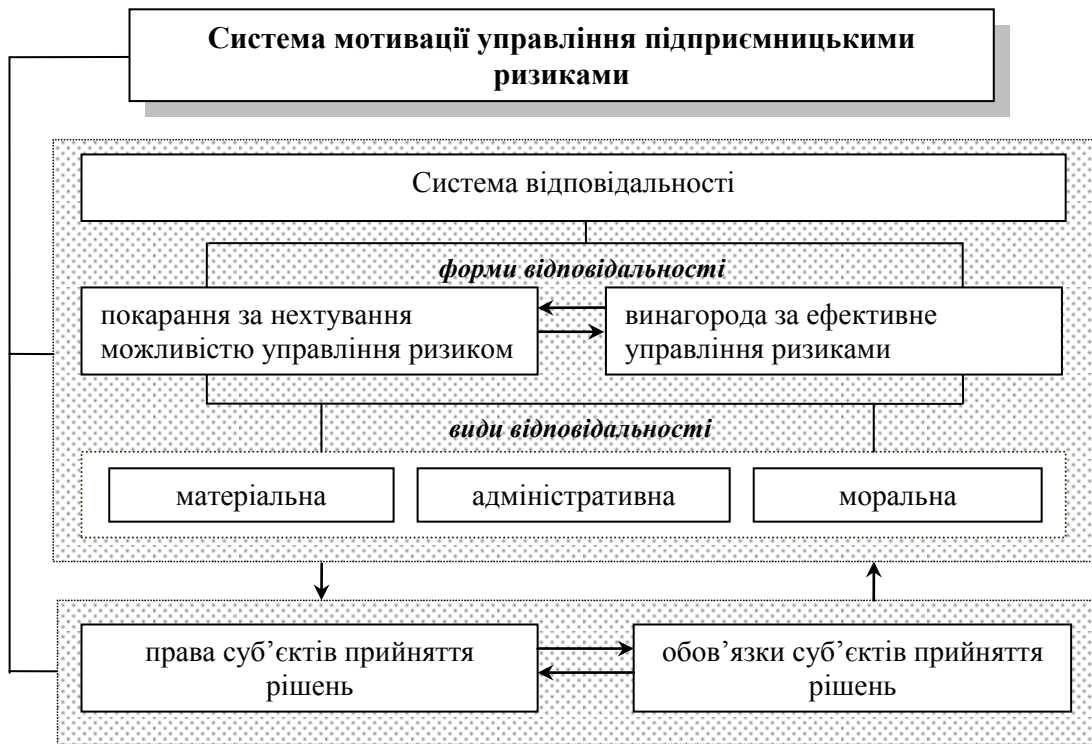 Система мотивації управління підприємницькими
ризиками
Система відповідальності
форми відповідальності
покарання за нехтування
можливістю управління ризиком
винагорода за ефективне
управління ризиками
види відповідальності
матеріальна
адміністративна
моральна
права суб’єктів прийняття
рішень
обов’язки суб’єктів прийняття
рішень